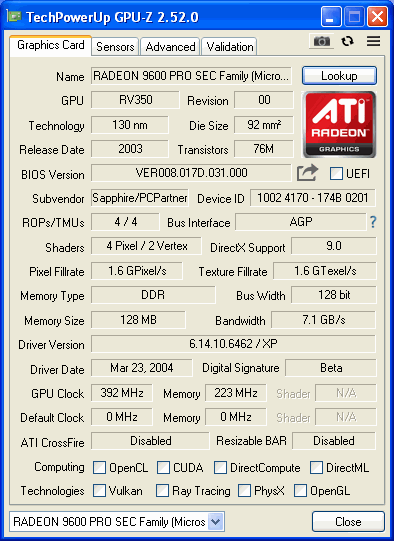 TechPowerUp GPU-Z 2.52.0
Graphics Card Sensors Advanced Validation
Name RADEON 9600 PRO SEC Family (Micro... Lookup
GPU RV350 Revision 00
Technology 130 nm Die Size 92 mm²
Release Date 2003 Transistors 76M
ATI
RADEON
GRAPHICS
BIOS Version VER008.017D.031.000 UEFI
Subvendor Sapphire/PCPartner Device ID 1002 4170 - 174B 0201
ROPs/TMUs 4 / 4 Bus Interface AGP ?
Shaders 4 Pixel / 2 Vertex DirectX Support 9.0
Pixel Fillrate 1.6 GPixel/s Texture Fillrate 1.6 GTexel/s
Memory Type DDR Bus Width 128 bit
Memory Size 128 MB Bandwidth 7.1 GB/s
Driver Version 6.14.10.6462 / XP
Driver Date Mar 23, 2004 Digital Signature Beta
GPU Clock 392 MHz Memory 223 MHz Shader N/A
Default Clock 0 MHz Memory 0 MHz Shader N/A
ATI CrossFire Disabled Resizable BAR Disabled
Computing OpenCL CUDA DirectCompute DirectML
Technologies Vulkan Ray Tracing PhysX OpenGL
RADEON 9600 PRO SEC Family (Micros Close